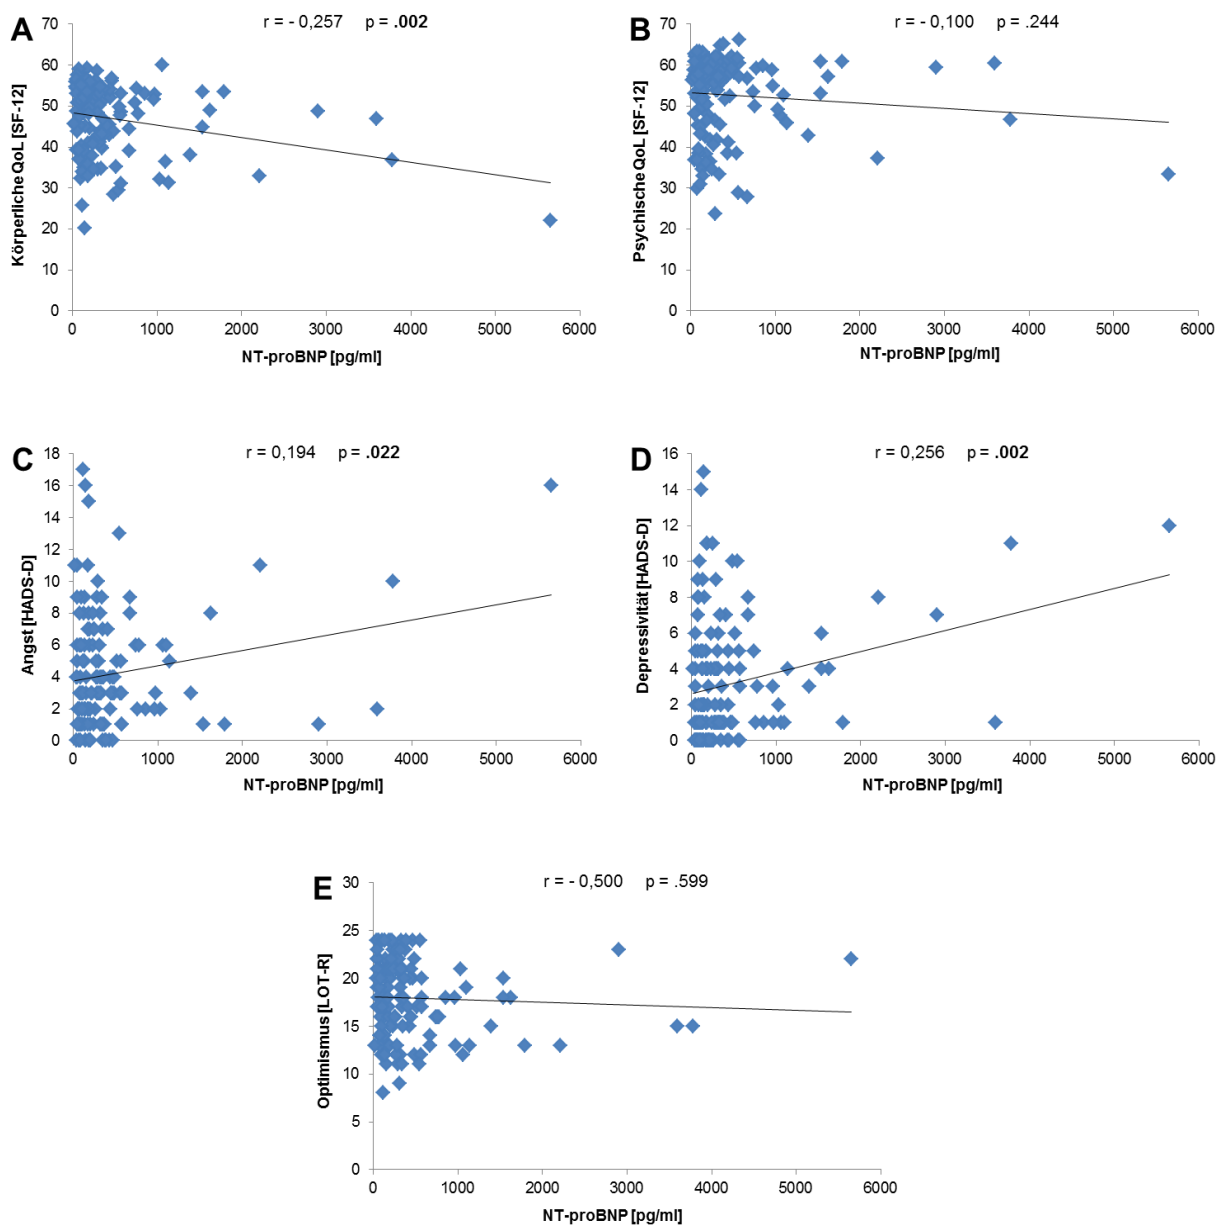 A
r = - 0,257 p = .002
70
60
50
40
30
20
10
0
Körperliche QoL [SF-12]
0 1000 2000 3000 4000 5000 6000
NT-proBNP [pg/ml]
B
r = - 0,100 p = .244
70
60
50
40
30
20
10
0
Psychische QoL [SF-12]
0 1000 2000 3000 4000 5000 6000
NT-proBNP [pg/ml]
C
r = 0,194 p = .022
18
16
14
12
10
8
6
4
2
0
Angst [HADS-D]
0 1000 2000 3000 4000 5000 6000
NT-proBNP [pg/ml]
D
r = 0,256 p = .002
16
14
12
10
8
6
4
2
0
Depressivität [HADS-D]
0 1000 2000 3000 4000 5000 6000
NT-proBNP [pg/ml]
E
r = - 0,500 p = .599
30
25
20
15
10
5
0
Optimismus [LOT-R]
0 1000 2000 3000 4000 5000 6000
NT-proBNP [pg/ml]